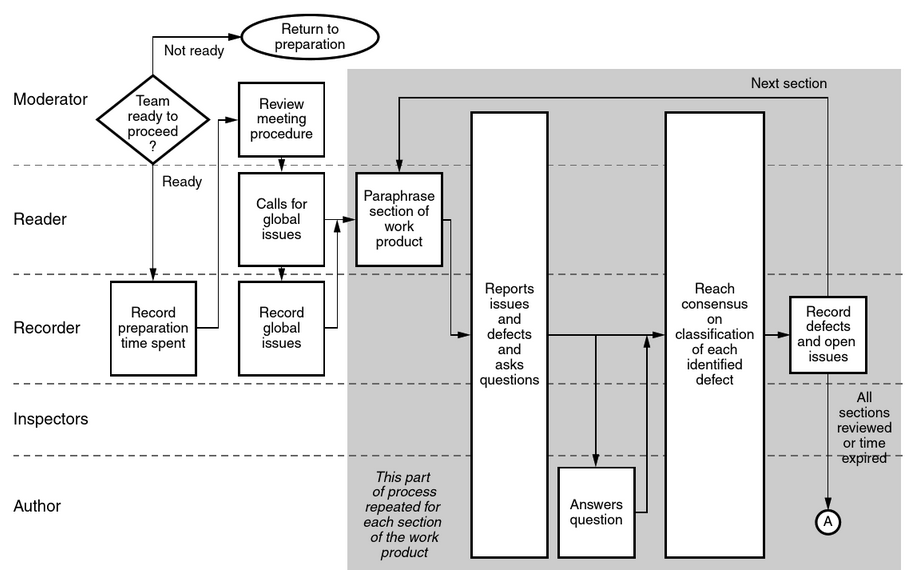 Return to
preparation
Not ready
Next section
Moderator
Team
ready to
proceed
?
Review
meeting
procedure
Ready
Reader
Calls for
global
issues
Paraphrase
section of
work
product
Recorder
Record
preparation
time spent
Record
global
issues
Reports
issues
and
defects
and
asks
questions
Reach
consensus
on
classification
of each
identified
defect
Record
defects
and open
issues
Inspectors
All
sections
reviewed
or time
expired
Author
This part
of process
repeated for
each section
of the work
product
Answers
question
A